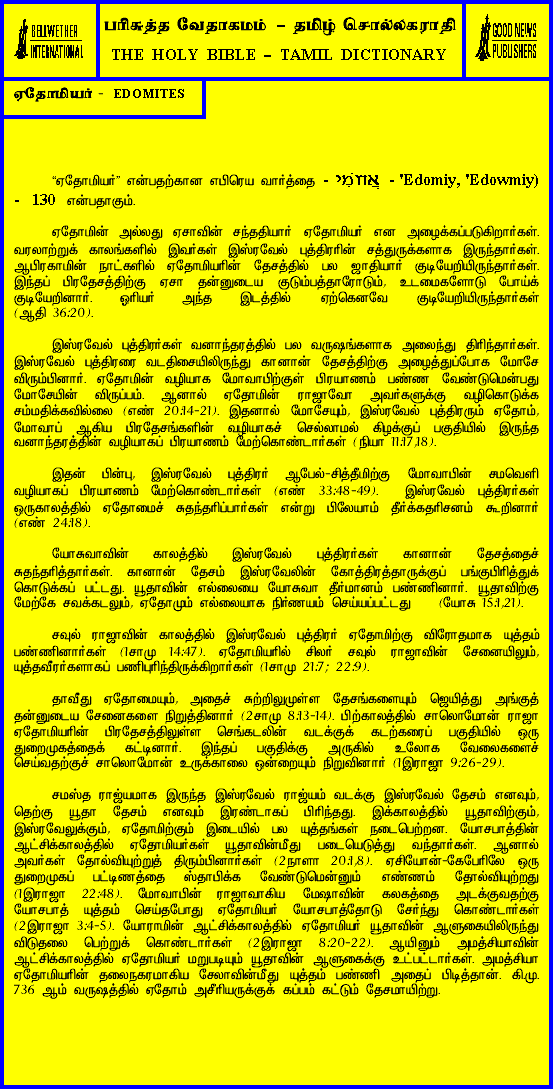 BELLWETHER
INTERNATIONAL
பரிசுத்த வேதாகமம் - தமிழ் சொல்லகராதி
THE HOLY BIBLE – TAMIL DICTIONARY
GOOD NEWS
PUBLISHERS
ஏதோமியர் - EDOMITES
“ஏதோமியர்” என்பதற்கான எபிரெய வார்த்தை - אֱדוֹמִי - 'Edomiy, 'Edowmiy)
- 130 என்பதாகும்.
ஏதோமின் அல்லது ஏசாவின் சந்ததியார் ஏதோமியர் என அழைக்கப்படுகிறார்கள்.
வரலாற்றுக் காலங்களில் இவர்கள் இஸ்ரவேல் புத்திரரின் சத்துருக்களாக இருந்தார்கள்.
ஆபிரகாமின் நாட்களில் ஏதோமியரின் தேசத்தில் பல ஜாதியார் குடியேறியிருந்தார்கள்.
இந்தப் பிரதேசத்திற்கு ஏசா தன்னுடைய குடும்பத்தாரோடும், உடமைகளோடு போய்க்
குடியேறினார். ஓரியர் அந்த இடத்தில் ஏற்கெனவே குடியேறியிருந்தார்கள்
(ஆதி 36:20).
இஸ்ரவேல் புத்திரர்கள் வனாந்தரத்தில் பல வருஷங்களாக அலைந்து திரிந்தார்கள்.
இஸ்ரவேல் புத்திரரை வடதிசையிலிருந்து கானான் தேசத்திற்கு அழைத்துப்போக மோசே
விரும்பினார். ஏதோமின் வழியாக மோவாபிற்குள் பிரயாணம் பண்ண வேண்டுமென்பது
மோசேயின் விருப்பம். ஆனால் ஏதோமின் ராஜாவோ அவர்களுக்கு வழிகொடுக்க
சம்மதிக்கவில்லை (எண் 20:14-21). இதனால் மோசேயும், இஸ்ரவேல் புத்திரரும் ஏதோம்,
மோவாப் ஆகிய பிரதேசங்களின் வழியாகச் செல்லாமல் கிழக்குப் பகுதியில் இருந்த
வனாந்தரத்தின் வழியாகப் பிரயாணம் மேற்கொண்டார்கள் (நியா 11:17,18).
இதன் பின்பு, இஸ்ரவேல் புத்திரர் ஆபேல்-சித்தீமிற்கு மோவாபின் சமவெளி
வழியாகப் பிரயாணம் மேற்கொண்டார்கள் (எண் 33:48-49). இஸ்ரவேல் புத்திரர்கள்
ஒருகாலத்தில் ஏதோமைச் சுதந்தரிப்பார்கள் என்று பிலேயாம் தீர்க்கதரிசனம் கூறினார்
(எண் 24:18).
யோசுவாவின் காலத்தில் இஸ்ரவேல் புத்திரர்கள் கானான் தேசத்தைச்
சுதந்தரித்தார்கள். கானான் தேசம் இஸ்ரவேலின் கோத்திரத்தாருக்குப் பங்குபிரித்துக்
கொடுக்கப் பட்டது. யூதாவின் எல்லையை யோசுவா தீர்மானம் பண்ணினார். யூதாவிற்கு
மேற்கே சவக்கடலும், ஏதோமும் எல்லையாக நிர்ணயம் செய்யப்பட்டது (யோசு 15:1,21).
சவுல் ராஜாவின் காலத்தில் இஸ்ரவேல் புத்திரர் ஏதோமிற்கு விரோதமாக யுத்தம்
பண்ணினார்கள் (1சாமு 14:47). ஏதோமியரில் சிலர் சவுல் ராஜாவின் சேனையிலும்,
யுத்தவீரர்களாகப் பணிபுரிந்திருக்கிறார்கள் (1சாமு 21:7; 22:9).
தாவீது ஏதோமையும், அதைச் சுற்றிலுமுள்ள தேசங்களையும் ஜெயித்து அங்குத்
தன்னுடைய சேனைகளை நிறுத்தினார் (2சாமு 8:13-14). பிற்காலத்தில் சாலொமோன் ராஜா
ஏதோமியரின் பிரதேசத்திலுள்ள செங்கடலின் வடக்குக் கடற்கரைப் பகுதியில் ஒரு
துறைமுகத்தைக் கட்டினார். இந்தப் பகுதிக்கு அருகில் உலோக வேலைகளைச்
செய்வதற்குச் சாலொமோன் உருக்காலை ஒன்றையும் நிறுவினார் (1இராஜா 9:26-29).
சமஸ்த ராஜ்யமாக இருந்த இஸ்ரவேல் ராஜ்யம் வடக்கு இஸ்ரவேல் தேசம் எனவும்,
தெற்கு யூதா தேசம் எனவும் இரண்டாகப் பிரிந்தது. இக்காலத்தில் யூதாவிற்கும்,
இஸ்ரவேலுக்கும், ஏதோமிற்கும் இடையில் பல யுத்தங்கள் நடைபெற்றன. யோசபாத்தின்
ஆட்சிக்காலத்தில் ஏதோமியர்கள் யூதாவின்மீது படையெடுத்து வந்தார்கள். ஆனால்
அவர்கள் தோல்வியுற்றுத் திரும்பினார்கள் (2நாளா 20:1,8). ஏசியோன்-கேபேரிலே ஒரு
துறைமுகப் பட்டிணத்தை ஸ்தாபிக்க வேண்டுமென்னும் எண்ணம் தோல்வியுற்றது
(1இராஜா 22:48). மோவாபின் ராஜாவாகிய மேஷாவின் கலகத்தை அடக்குவதற்கு
யோசபாத் யுத்தம் செய்தபோது ஏதோமியர் யோசபாத்தோடு சேர்ந்து கொண்டார்கள்
(2இராஜா 3:4-5). யோராமின் ஆட்சிக்காலத்தில் ஏதோமியர் யூதாவின் ஆளுகையிலிருந்து
விடுதலை பெற்றுக் கொண்டார்கள் (2இராஜா 8:20-22). ஆயினும் அமத்சியாவின்
ஆட்சிக்காலத்தில் ஏதோமியர் மறுபடியும் யூதாவின் ஆளுகைக்கு உட்பட்டார்கள். அமத்சியா
ஏதோமியரின் தலைநகரமாகிய சேலாவின்மீது யுத்தம் பண்ணி அதைப் பிடித்தான். கி.மு.
736 ஆம் வருஷத்தில் ஏதோம் அசீரியருக்குக் கப்பம் கட்டும் தேசமாயிற்று.